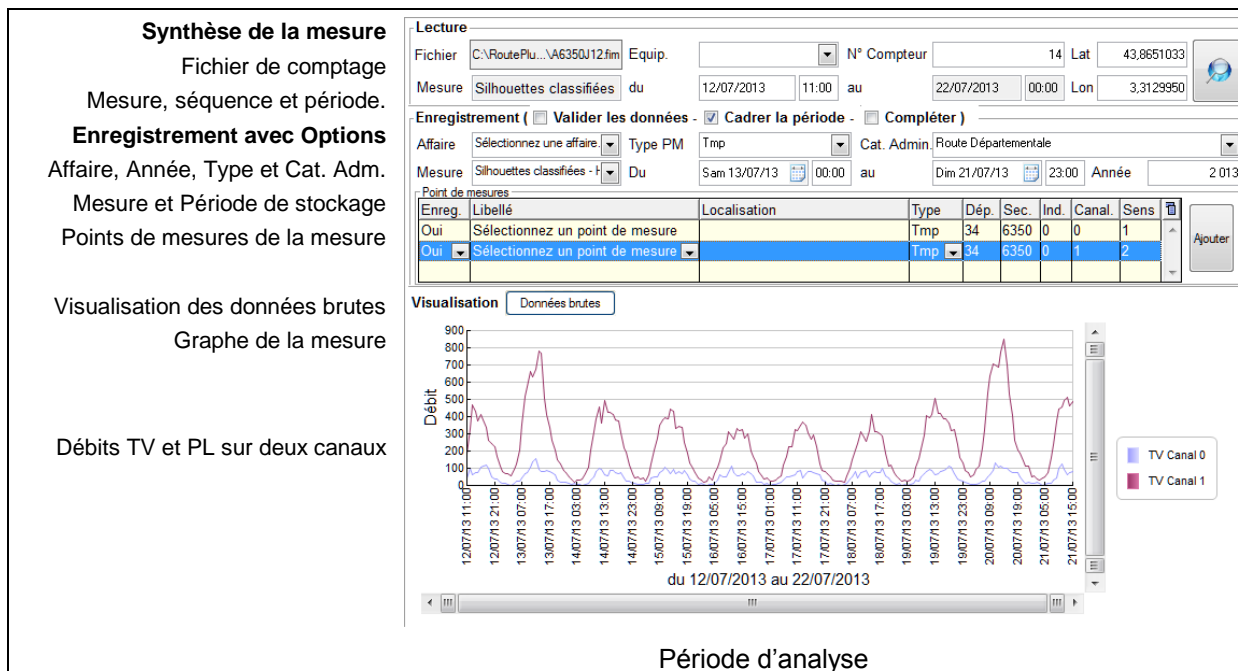 Synthèse de la mesure
Fichier de comptage
Mesure, séquence et période.
Enregistrement avec Options
Affaire, Année, Type et Cat. Adm.
Mesure et Période de stockage
Points de mesures de la mesure
Visualisation des données brutes
Graphe de la mesure
Débits TV et PL sur deux canaux
Lecture
Fichier C:\RoutePlu...\A6350J12.fim Equip. N° Compteur 14 Lat 43,8651033
Mesure Silhouettes classifiées du 12/07/2013 11:00 au 22/07/2013 00:00 Lon 3,3129950
Enregistrement ( Valider les données - Cadrer la période - Compléter )
Affaire Sélectionnez une affaire. Type PM Tmp Cat. Admin. Route Départementale
Mesure Silhouettes classifiées - H Du Sam 13/07/13 00:00 au Dim 21/07/13 23:00 Année 2 013
Point de mesures
Enreg. Libellé Localisation Type Dép. Sec. Ind. Canal. Sens
Oui Sélectionnez un point de mesure Tmp 34 6350 0 0 1
Oui Sélectionnez un point de mesure Tmp 34 6350 0 1 2
Ajouter
Visualisation Données brutes
900
800
700
600
500
400
300
200
100
0
Débit
12/07/13 11:00
12/07/13 21:00
13/07/13 07:00
13/07/13 17:00
14/07/13 03:00
14/07/13 13:00
14/07/13 23:00
15/07/13 09:00
15/07/13 19:00
16/07/13 05:00
16/07/13 15:00
17/07/13 01:00
17/07/13 11:00
17/07/13 21:00
18/07/13 07:00
18/07/13 17:00
19/07/13 03:00
19/07/13 13:00
19/07/13 23:00
20/07/13 09:00
20/07/13 19:00
21/07/13 05:00
21/07/13 15:00
du 12/07/2013 au 22/07/2013
TV Canal 0
TV Canal 1
Période d'analyse